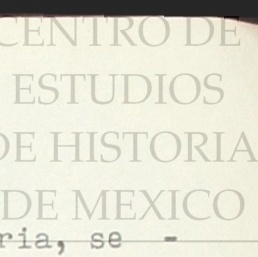 CENTRO DE
ESTUDIOS
DE HISTORIA
DE MEXICO
ria, se -